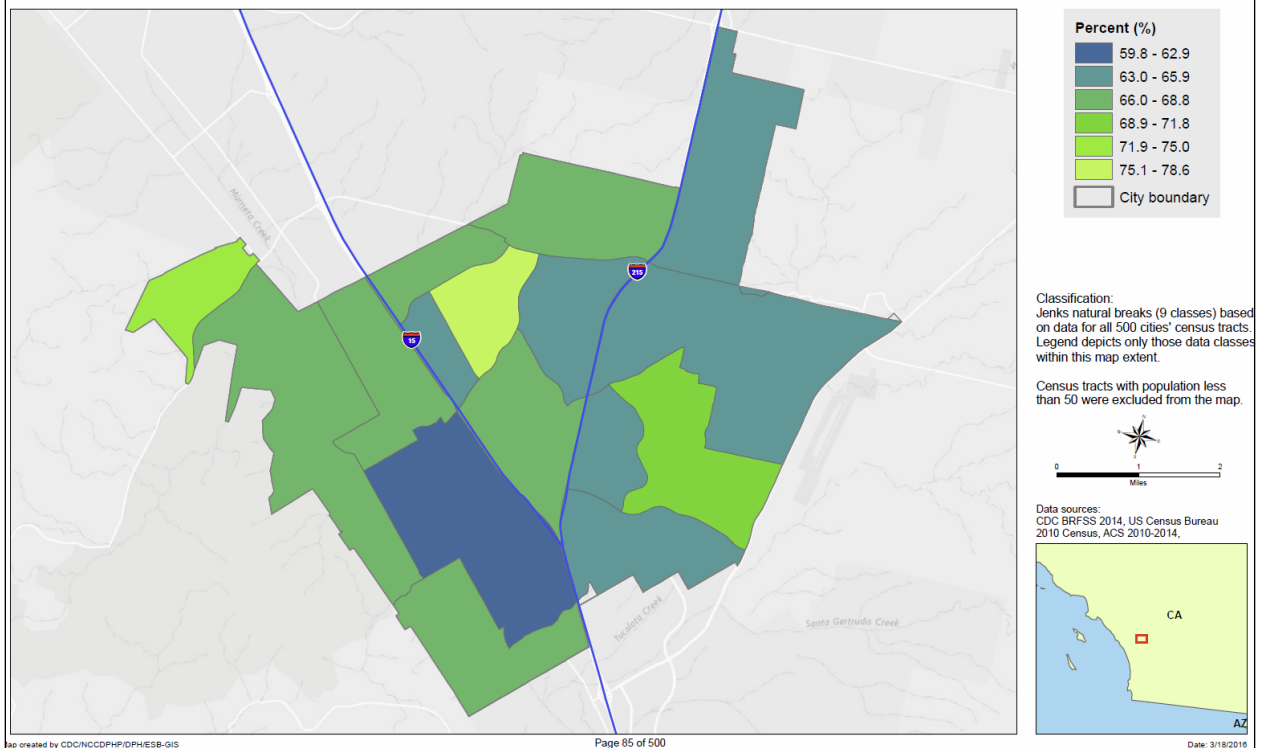 Percent (%)
59.8 - 62.9
63.0 - 65.9
66.0 - 68.8
68.9 - 71.8
71.9 - 75.0
75.1 - 78.6
City boundary
Murrieta Creek
215
15
Tucalota Creek
Santa Gertrudis Creek
Classification:
Jenks natural breaks (9 classes) based
on data for all 500 cities' census tracts.
Legend depicts only those data classes
within this map extent.
Census tracts with population less
than 50 were excluded from the map.
N
W
E
S
0 1 2
Miles
Data sources:
CDC BRFSS 2014, US Census Bureau
2010 Census, ACS 2010-2014,
CA
AZ
ap created by CDC/NCCDPHP/DPH/ESB-GIS
Page 85 of 500
Date: 3/18/2016